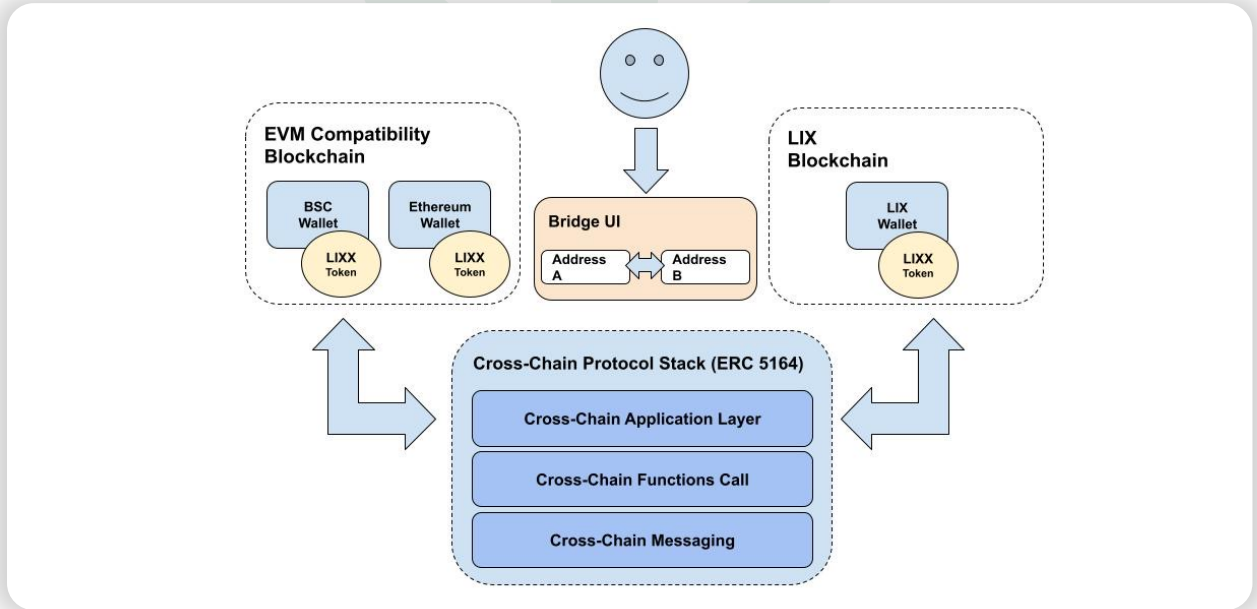 EVM Compatibility
Blockchain
BSC
Wallet
LIXX
Token
Ethereum
Wallet
LIXX
Token
Bridge UI
Address
A
Address
B
LIX
Blockchain
LIX
Wallet
LIXX
Token
Cross-Chain Protocol Stack (ERC 5164)
Cross-Chain Application Layer
Cross-Chain Functions Call
Cross-Chain Messaging